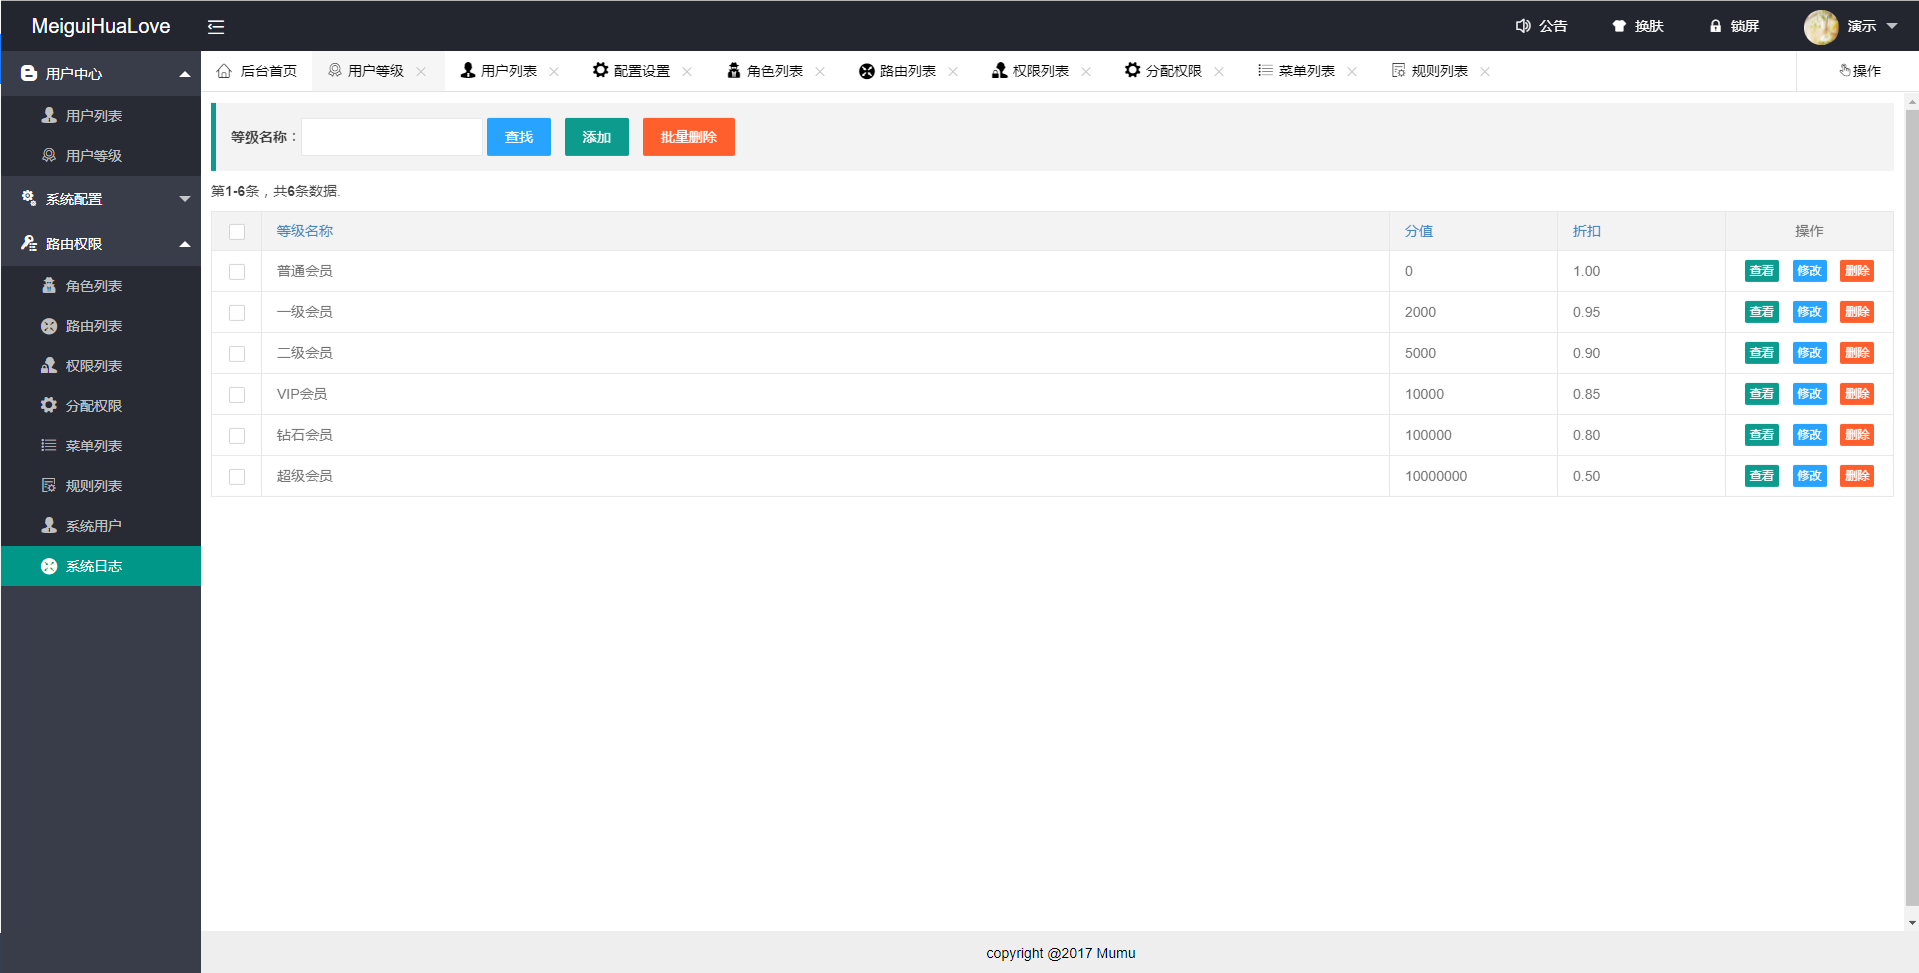 MeiguiHuaLove 公告 换肤 锁屏 演示
用户中心
用户列表
用户等级
系统配置
路由权限
角色列表
路由列表
权限列表
分配权限
菜单列表
规则列表
系统用户
系统日志
后台首页 用户等级 用户列表 配置设置 角色列表 路由列表 权限列表 分配权限 菜单列表 规则列表 操作
等级名称： 查找 添加 批量删除
第1-6条，共6条数据.
等级名称 分值 折扣 操作
普通会员 0 1.00 查看 修改 删除
一级会员 2000 0.95 查看 修改 删除
二级会员 5000 0.90 查看 修改 删除
VIP会员 10000 0.85 查看 修改 删除
钻石会员 100000 0.80 查看 修改 删除
超级会员 10000000 0.50 查看 修改 删除
copyright @2017 Mumu